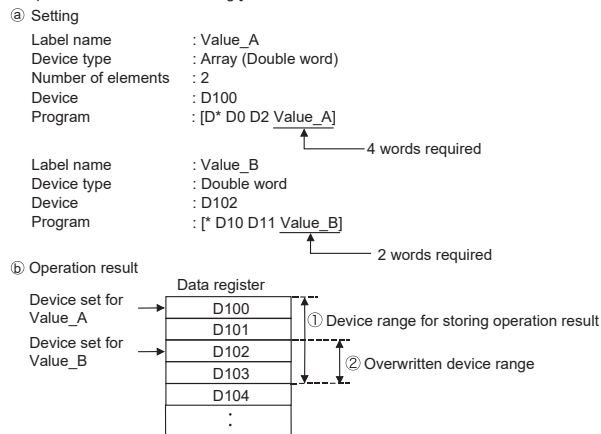 ⓐ Setting
Label name : Value_A
Device type : Array (Double word)
Number of elements : 2
Device : D100
Program : [D* D0 D2 Value_A]
4 words required
Label name : Value_B
Device type : Double word
Device : D102
Program : [* D10 D11 Value_B]
2 words required
ⓑ Operation result
Data register
Device set for
Value_A
Device set for
Value_B
D100
D101
D102
D103
D104
① Device range for storing operation result
② Overwritten device range